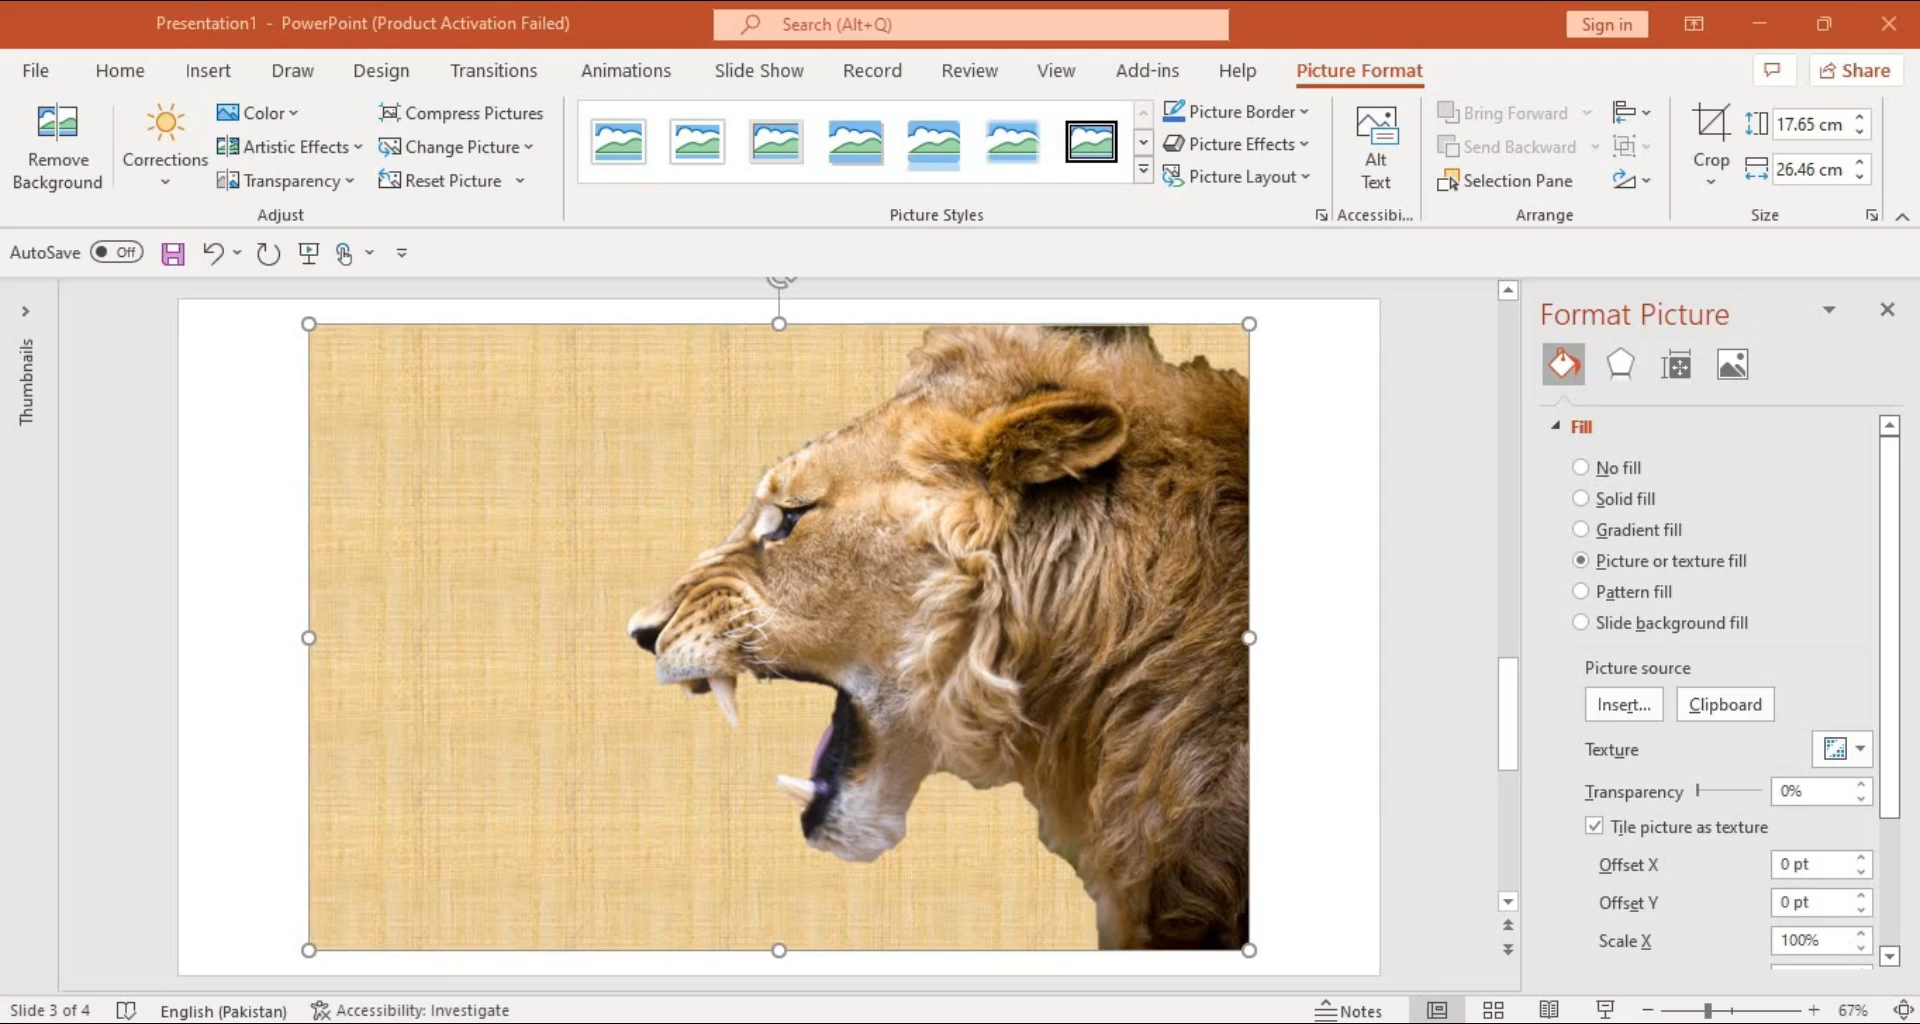 Presentation1 - PowerPoint (Product Activation Failed)
Search (Alt+Q)
Sign in
File Home Insert Draw Design Transitions Animations Slide Show Record Review View Add-ins Help Picture Format
Share
Remove Background
Corrections
Color
Artistic Effects
Transparency
Compress Pictures
Change Picture
Reset Picture
Adjust
Picture Styles
Picture Border
Picture Effects
Picture Layout
Alt Text
Accessibi...
Bring Forward
Send Backward
Selection Pane
Arrange
Crop
17.65 cm
26.46 cm
Size
AutoSave Off
Thumbnails
Format Picture
Fill
No fill
Solid fill
Gradient fill
Picture or texture fill
Pattern fill
Slide background fill
Picture source
Insert... Clipboard
Texture
Transparency 0%
Tile picture as texture
Offset X 0 pt
Offset Y 0 pt
Scale X 100%
Slide 3 of 4 English (Pakistan) Accessibility: Investigate Notes 67%